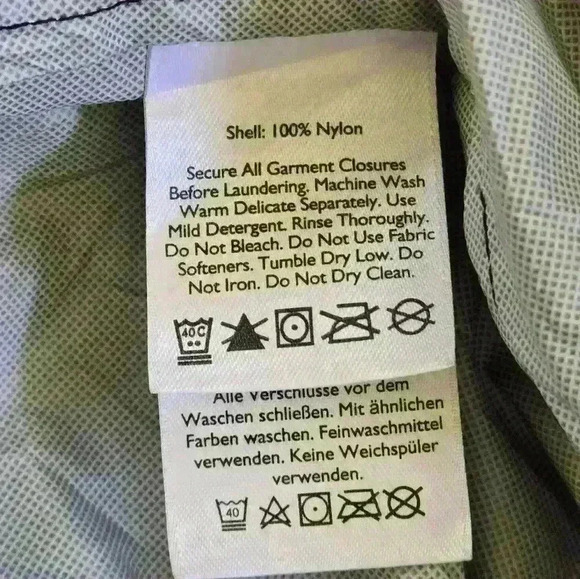 Shell: 100% Nylon
Secure All Garment Closures
Before Laundering. Machine Wash
Warm Delicate Separately. Use
Mild Detergent. Rinse Thoroughly.
Do Not Bleach. Do Not Use Fabric
Softeners. Tumble Dry Low. Do
Not Iron. Do Not Dry Clean.
40 C
Alle Verschlüsse vor dem
Waschen schließen. Mit ähnlichen
Farben waschen. Feinwaschmittel
verwenden. Keine Weichspüler
verwenden.
40